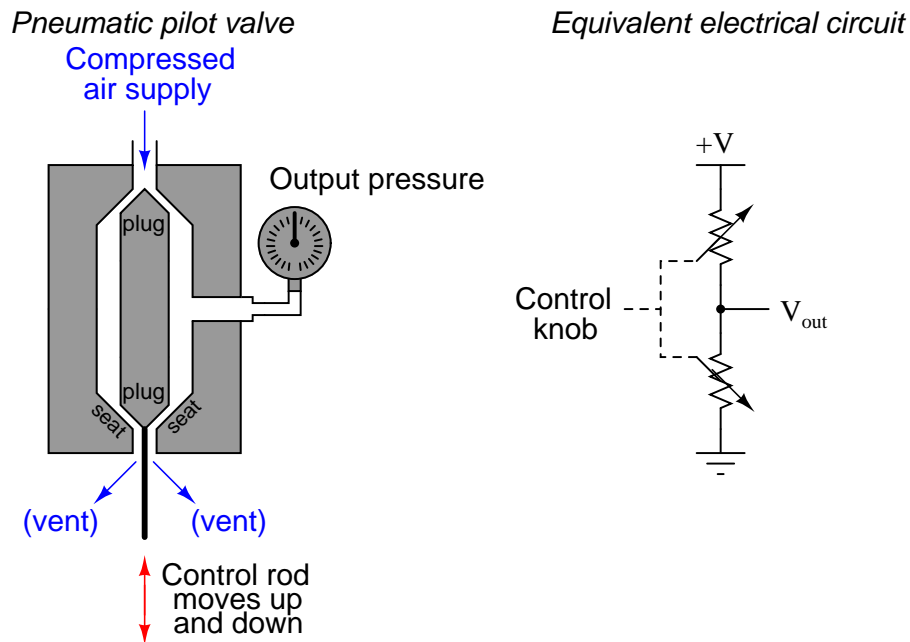 Pneumatic pilot valve
Equivalent electrical circuit
Compressed
air supply
+V
Output pressure
plug
Control
knob
Vout
plug
seat
seat
(vent)
(vent)
Control rod
moves up
and down